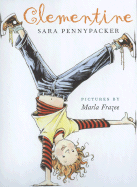 Clementine
SARA PENNYPACKER
PICTURES BY
Marla Frazee